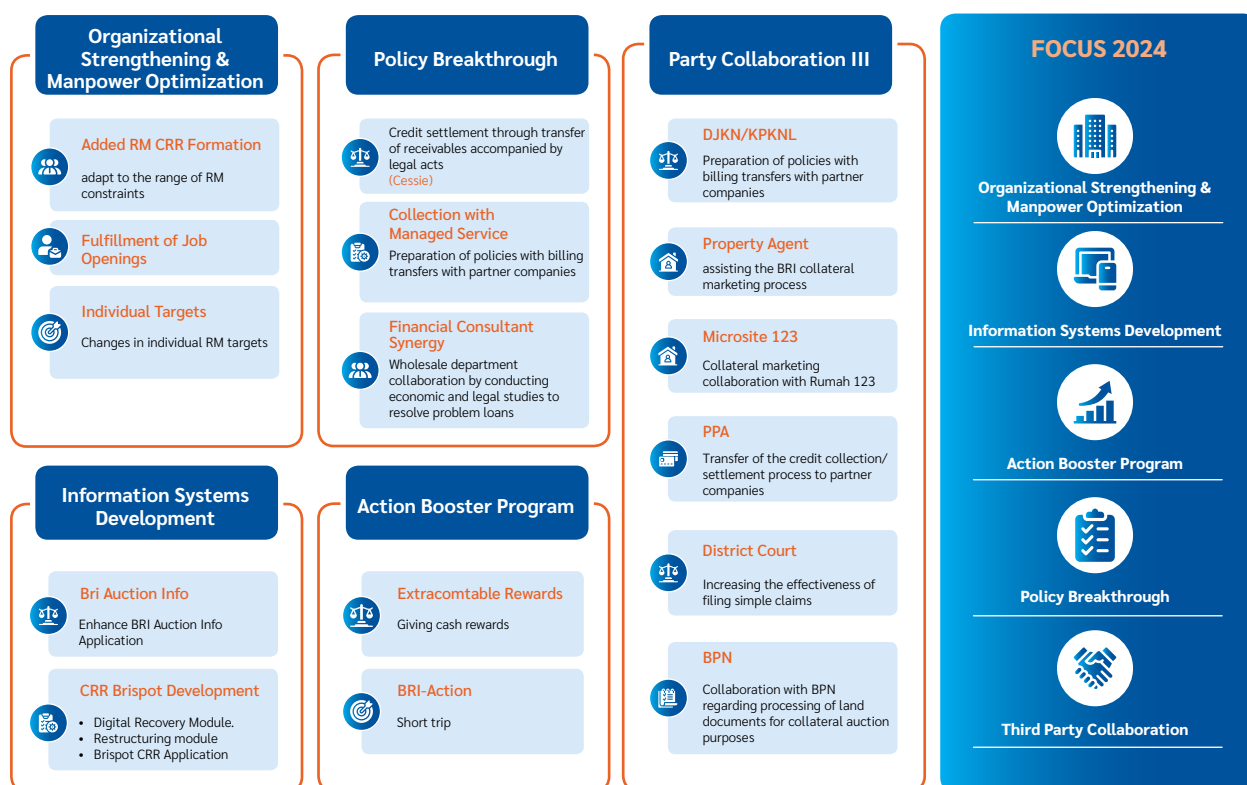 Organizational
Strengthening &
Manpower Optimization
Added RM CRR Formation
adapt to the range of RM
constraints
Fulfillment of Job
Openings
Individual Targets
Changes in individual RM targets
Policy Breakthrough
Credit settlement through transfer
of receivables accompanied by
legal acts
(Cessie)
Collection with
Managed Service
Preparation of policies with billing
transfers with partner companies
Financial Consultant
Synergy
Wholesale department
collaboration by conducting
economic and legal studies to
resolve problem loans
Party Collaboration III
DJKN/KPKNL
Preparation of policies with
billing transfers with partner
companies
Property Agent
assisting the BRI collateral
marketing process
Microsite 123
Collateral marketing
collaboration with Rumah 123
PPA
Transfer of the credit collection/
settlement process to partner
companies
District Court
Increasing the effectiveness of
filing simple claims
BPN
Collaboration with BPN
regarding processing of land
documents for collateral auction
purposes
Information Systems
Development
Bri Auction Info
Enhance BRI Auction Info
Application
CRR Brispot Development
• Digital Recovery Module.
• Restructuring module
• Brispot CRR Application
Action Booster Program
Extracomtable Rewards
Giving cash rewards
BRI-Action
Short trip
FOCUS 2024
Organizational Strengthening &
Manpower Optimization
Information Systems Development
Action Booster Program
Policy Breakthrough
Third Party Collaboration